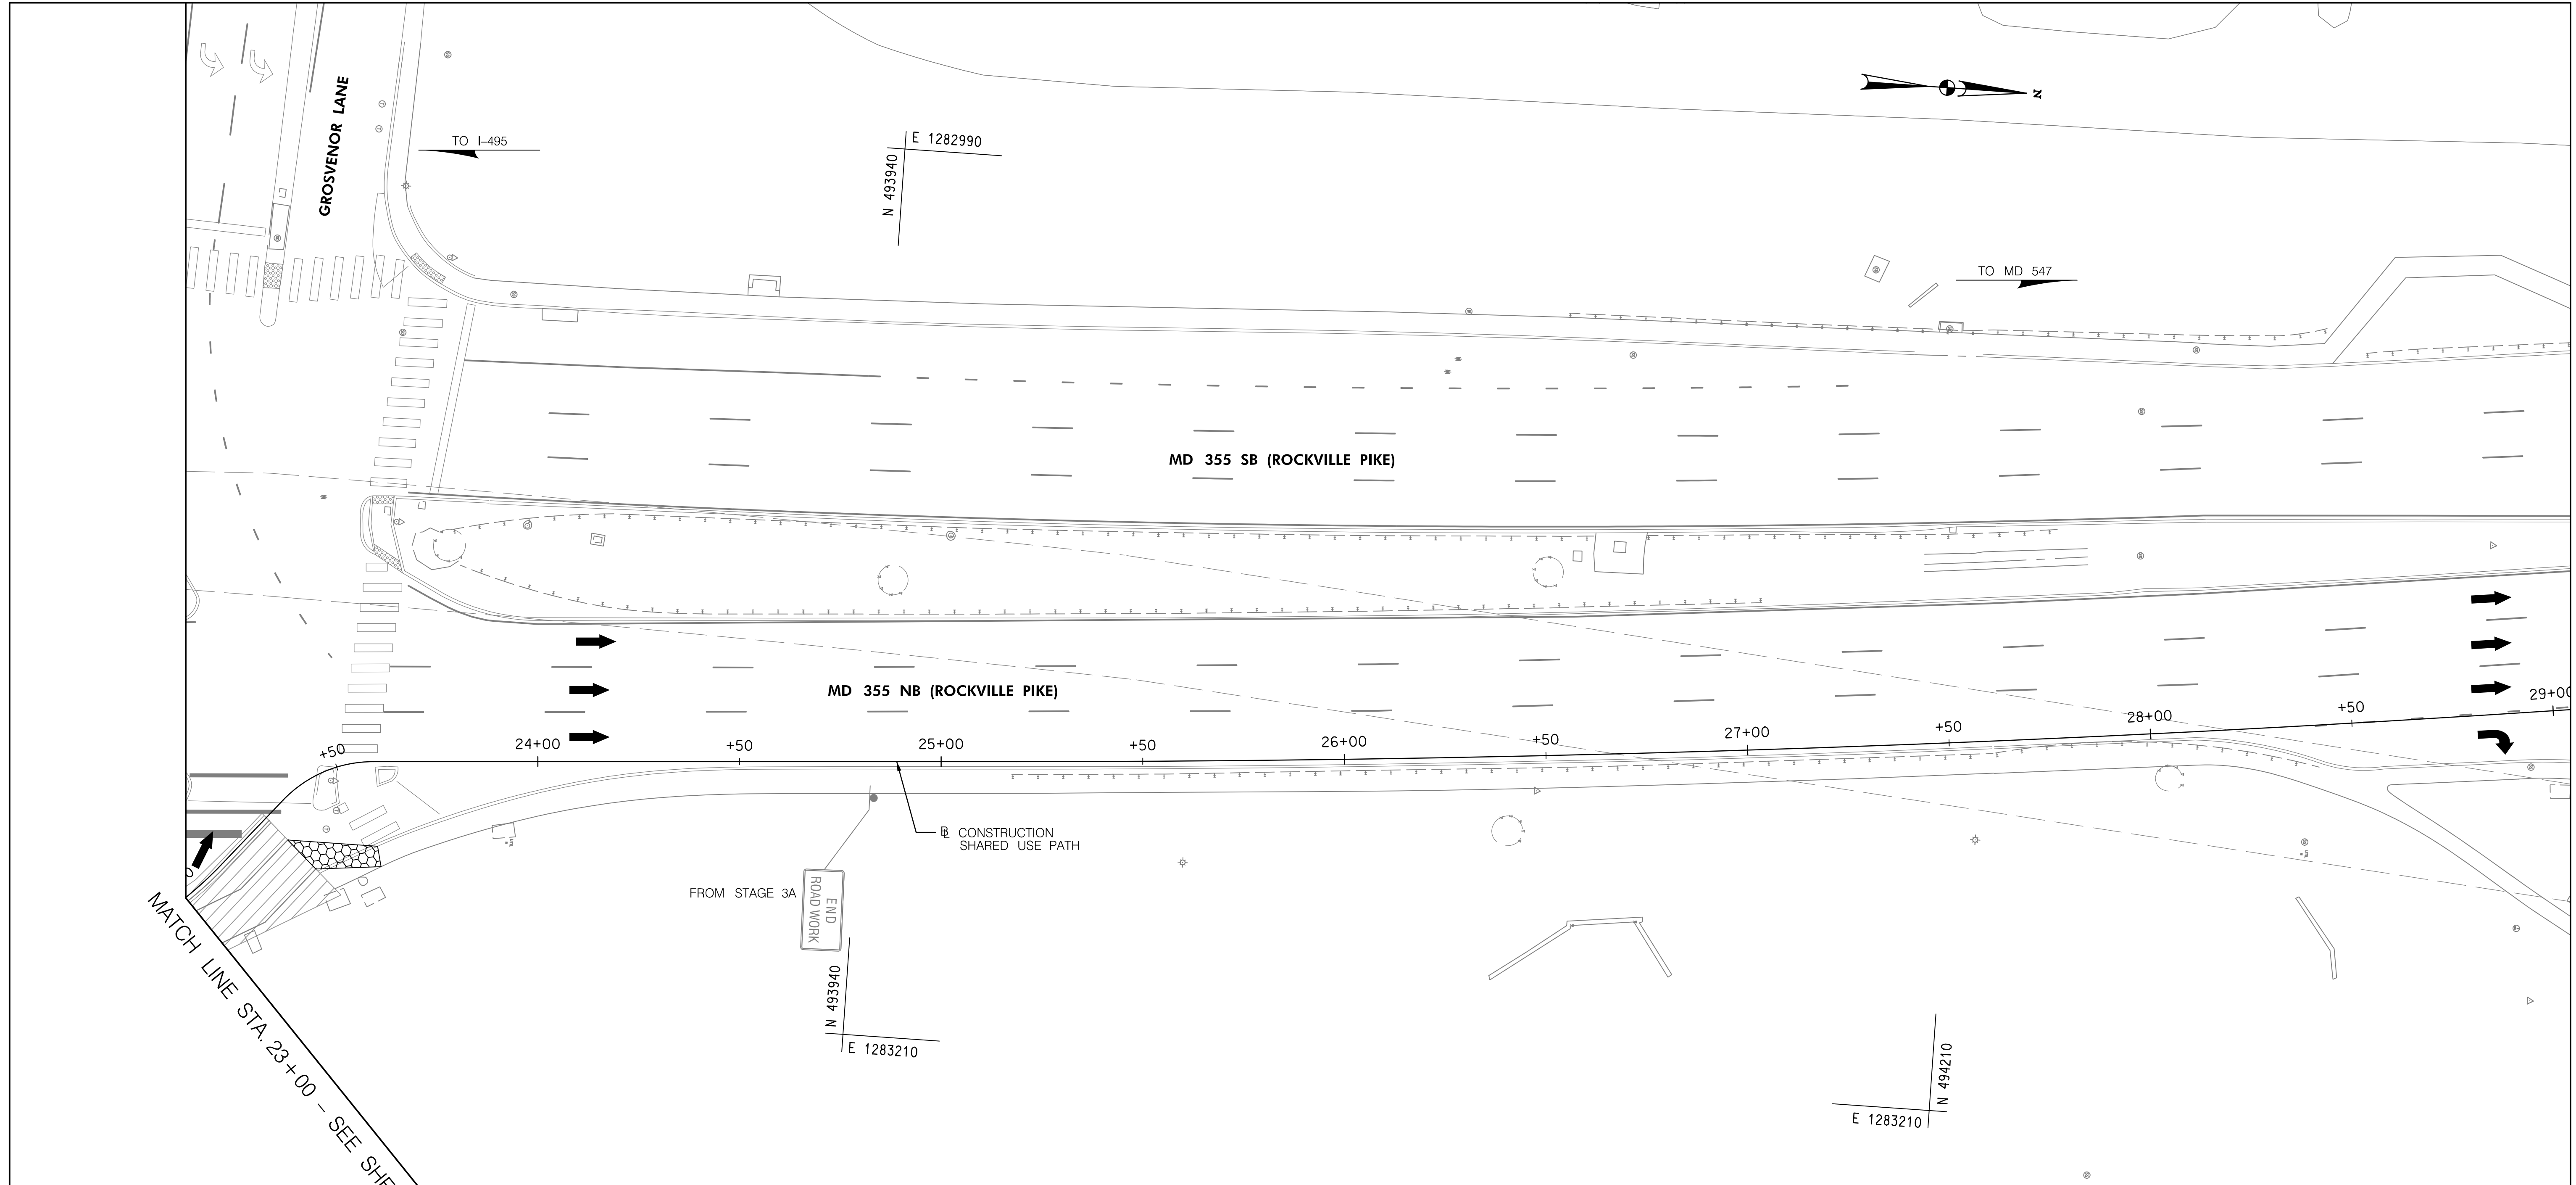 GROSVENOR LANE
TO I-495
E 1282990
N 493940
N
TO MD 547
MD 355 SB (ROCKVILLE PIKE)
MD 355 NB (ROCKVILLE PIKE)
+50
24+00
+50
25+00
+50
26+00
+50
27+00
+50
28+00
+50
29+00
BL CONSTRUCTION
SHARED USE PATH
FROM STAGE 3A
END
ROAD WORK
N 493940
E 1283210
N 494210
E 1283210
MATCH LINE STA. 23+00 - SEE SHE